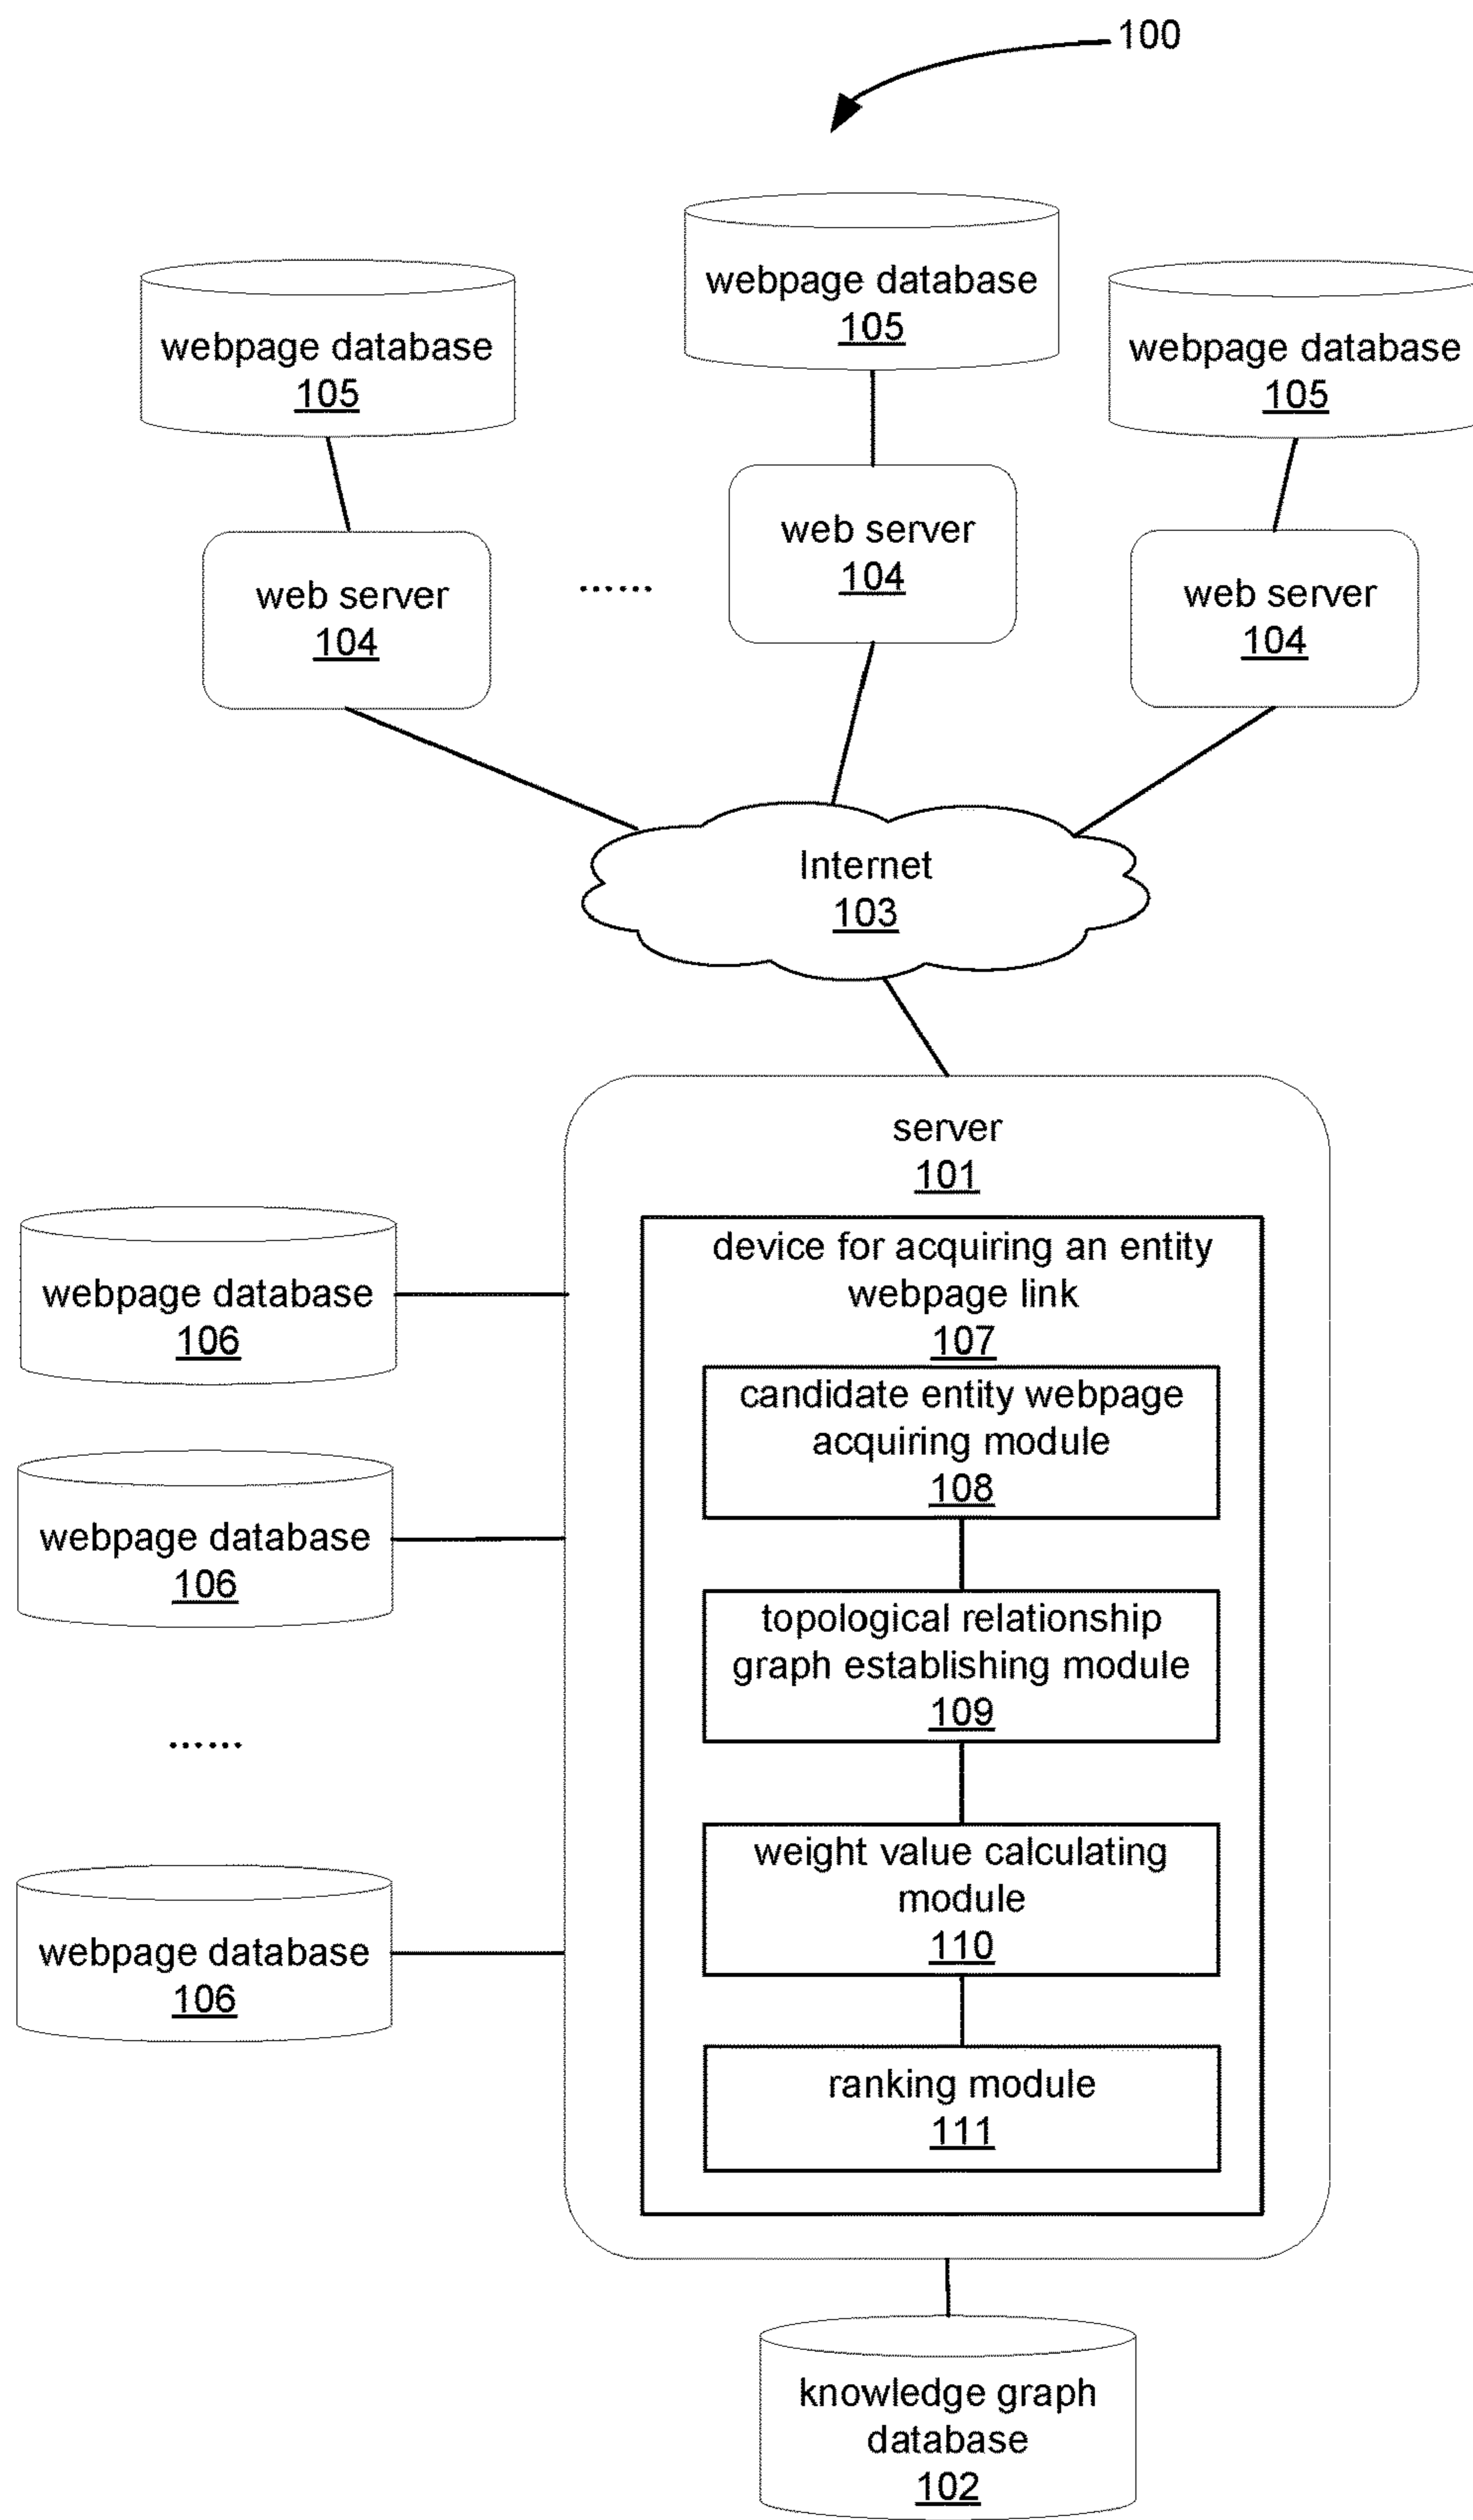 100
webpage database
105
webpage database
105
webpage database
105
web server
104
......
web server
104
web server
104
Internet
103
server
101
device for acquiring an entity
webpage link
107
candidate entity webpage
acquiring module
108
topological relationship
graph establishing module
109
weight value calculating
module
110
ranking module
111
webpage database
106
webpage database
106
......
webpage database
106
knowledge graph
database
102